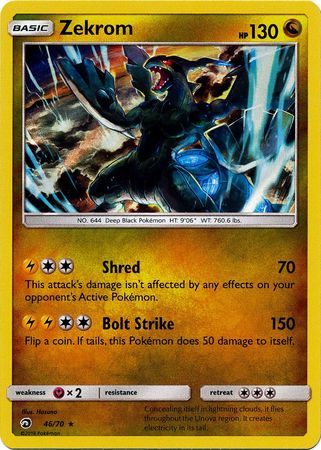 BASIC Zekrom HP 130
NO. 644 Deep Black Pokémon HT: 9'06" WT: 760.6 lbs.
Shred 70
This attack's damage isn't affected by any effects on your
opponent's Active Pokémon.
Bolt Strike 150
Flip a coin. If tails, this Pokémon does 50 damage to itself.
weakness × 2 resistance retreat
Illus. Hasuno
46/70 ★
©2018 Pokémon
Concealing itself in lightning clouds, it flies
throughout the Unova region. It creates
electricity in its tail.